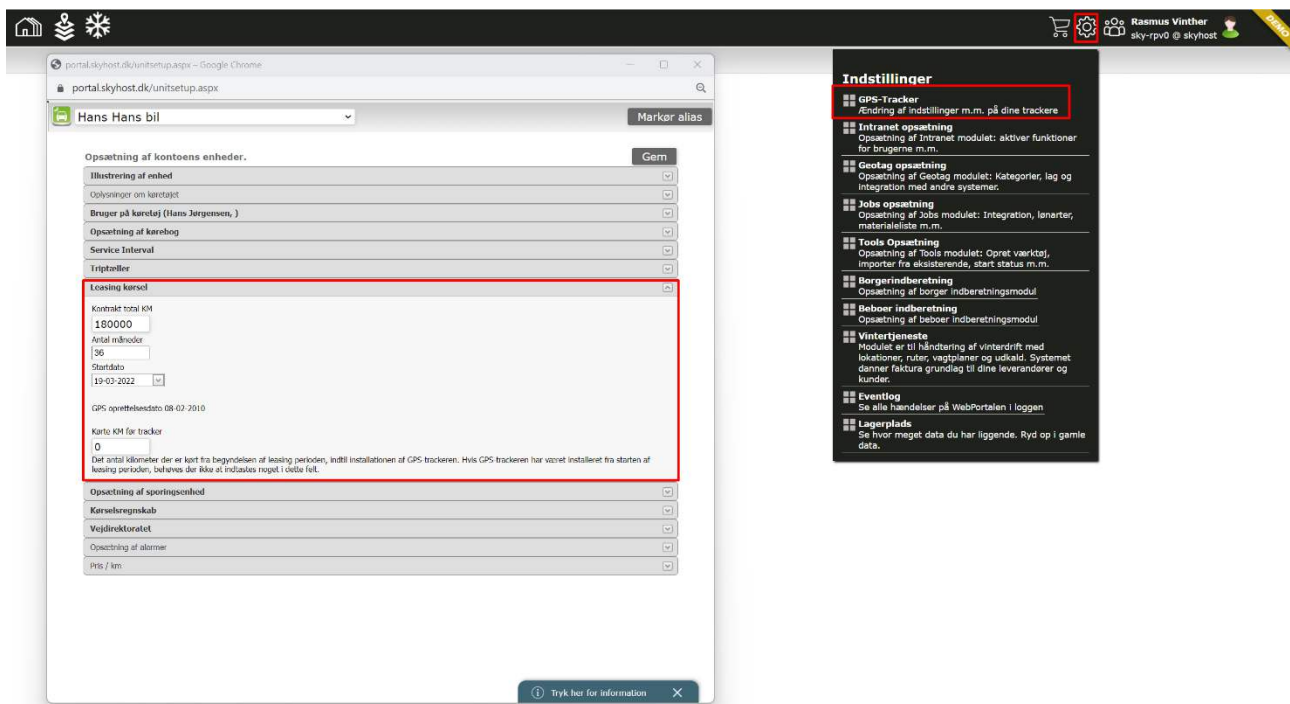 Rasmus Vinther
sky-rpv0 @ skyhost
DEMO
portal.skyhost.dk/unitsetup.aspx – Google Chrome
portal.skyhost.dk/unitsetup.aspx
Hans Hans bil
Markør alias
Opsætning af kontoens enheder.
Gem
Illustrering af enhed
Oplysninger om køretøjet
Bruger på køretøj (Hans Jørgensen, )
Opsætning af kørebog
Service Interval
Triptæller
Leasing kørsel
Kontrakt total KM
180000
Antal måneder
36
Startdato
19-03-2022
GPS oprettelsesdato 08-02-2010
Kørte KM før tracker
0
Det antal kilometer der er kørt fra begyndelsen af leasing perioden, indtil installationen af GPS-trackeren. Hvis GPS-trackeren har været installeret fra starten af
leasing perioden, behøves der ikke at indtastes noget i dette felt.
Opsætning af sporingsenhed
Kørselsregnskab
Vejdirektoratet
Opsætning af alarmer
Pris / km
Tryk her for information
Indstillinger
GPS-Tracker
Ændring af indstillinger m.m. på dine trackere
Intranet opsætning
Opsætning af Intranet modulet: aktiver funktioner
for brugerne m.m.
Geotag opsætning
Opsætning af Geotag modulet: Kategorier, lag og
integration med andre systemer.
Jobs opsætning
Opsætning af Jobs modulet: Integration, lønarter,
materialeliste m.m.
Tools Opsætning
Opsætning af Tools modulet: Opret værktøj,
importer fra eksisterende, start status m.m.
Borgerindberetning
Opsætning af borger indberetningsmodul
Beboer indberetning
Opsætning af beboer indberetningsmodul
Vintertjeneste
Modulet er til håndtering af vinterdrift med
lokationer, ruter, vagtplaner og udkald. Systemet
danner faktura grundlag til dine leverandører og
kunder.
Eventlog
Se alle hændelser på WebPortalen i loggen
Lagerplads
Se hvor meget data du har liggende. Ryd op i gamle
data.